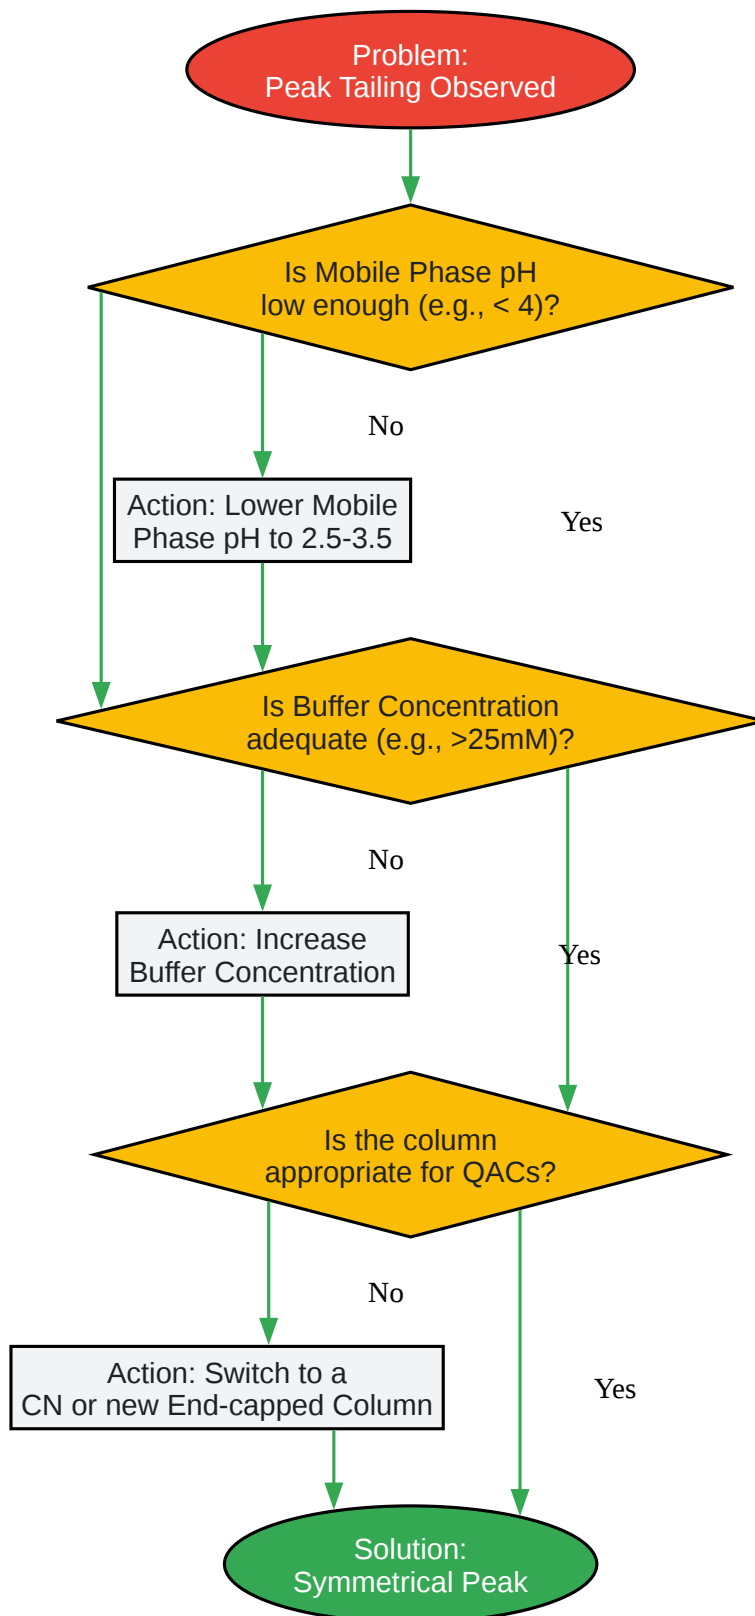 Problem:
Peak Tailing Observed
Is Mobile Phase pH
low enough (e.g., < 4)?
No
Action: Lower Mobile
Phase pH to 2.5-3.5
Yes
Is Buffer Concentration
adequate (e.g., >25mM)?
No
Action: Increase
Buffer Concentration
Yes
Is the column
appropriate for QACs?
No
Action: Switch to a
CN or new End-capped Column
Yes
Solution:
Symmetrical Peak